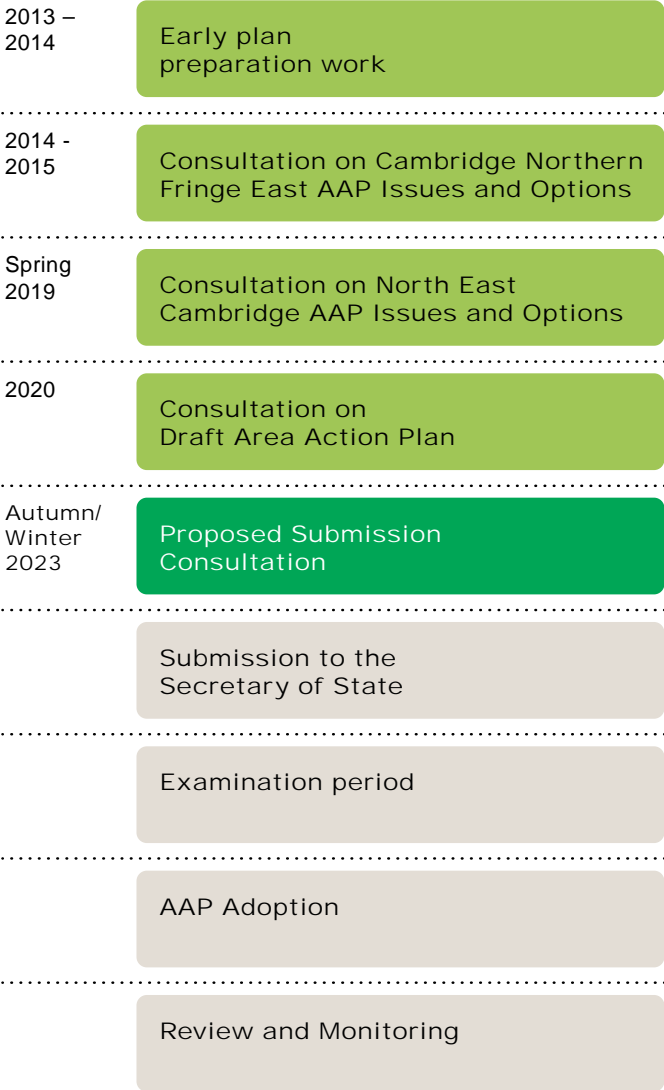 2013 –
2014
Early plan
preparation work
2014 -
2015
Consultation on Cambridge Northern
Fringe East AAP Issues and Options
Spring
2019
Consultation on North East
Cambridge AAP Issues and Options
2020
Consultation on
Draft Area Action Plan
Autumn/
Winter
2023
Proposed Submission
Consultation
Submission to the
Secretary of State
Examination period
AAP Adoption
Review and Monitoring